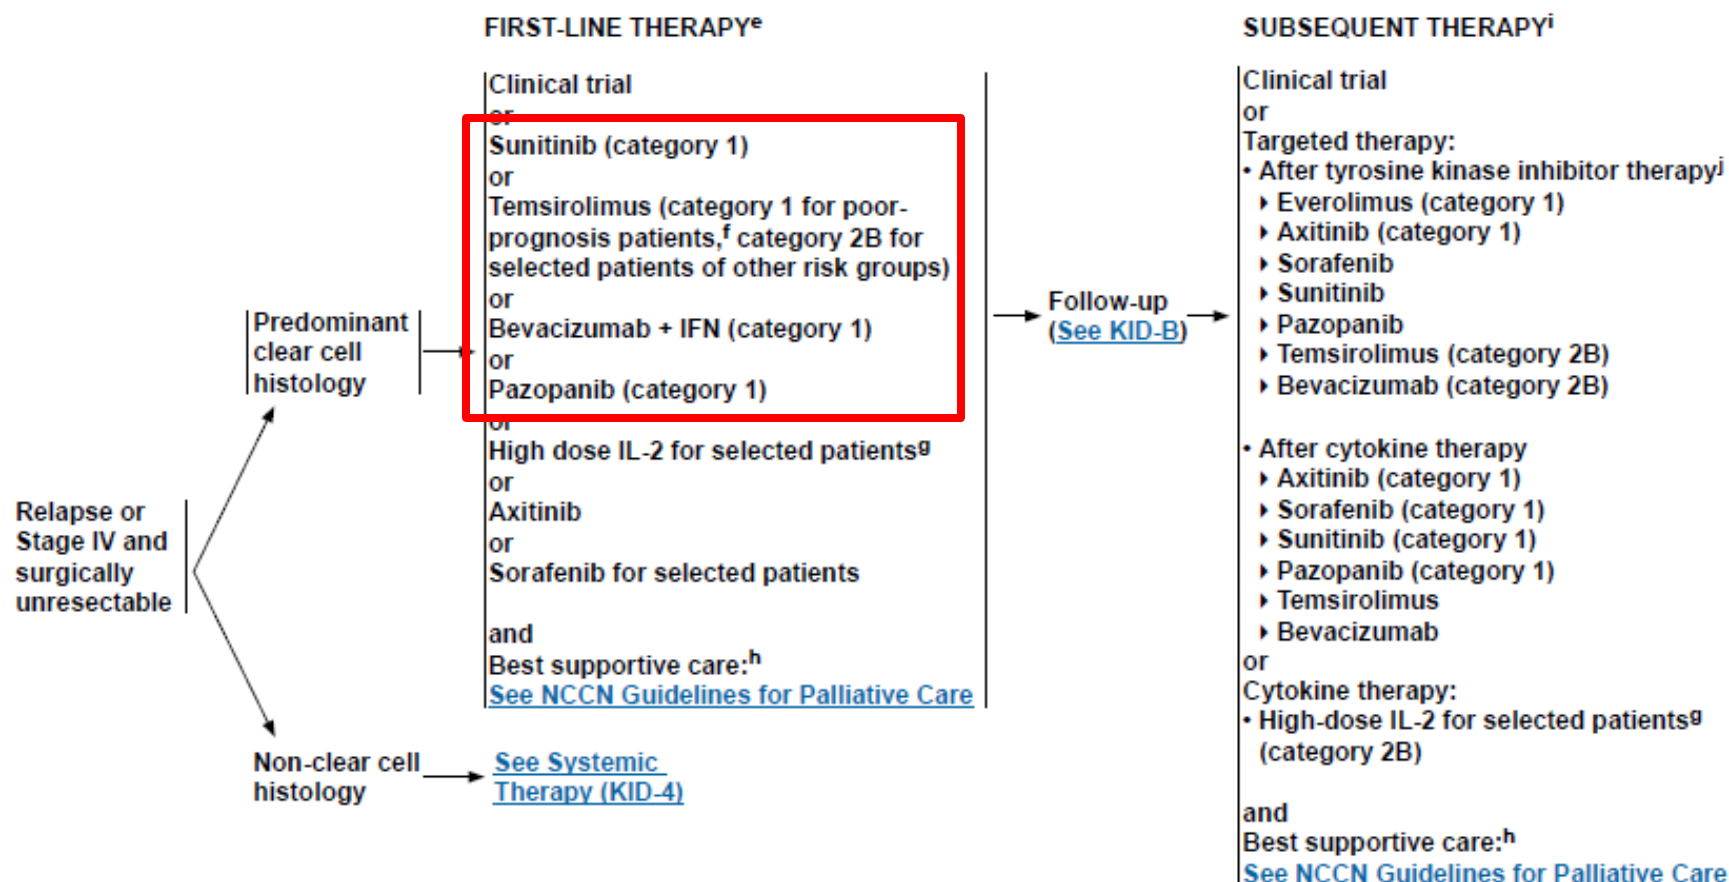 FIRST-LINE THERAPYᵉ
Clinical trial
or
Sunitinib (category 1)
or
Temsirolimus (category 1 for poor-
prognosis patients,ᶠ category 2B for
selected patients of other risk groups)
or
Bevacizumab + IFN (category 1)
or
Pazopanib (category 1)
or
High dose IL-2 for selected patientsᵍ
or
Axitinib
or
Sorafenib for selected patients
and
Best supportive care:ʰ
See NCCN Guidelines for Palliative Care
Relapse or
Stage IV and
surgically
unresectable
Predominant
clear cell
histology
Non-clear cell
histology
See Systemic
Therapy (KID-4)
Follow-up
(See KID-B)
SUBSEQUENT THERAPYⁱ
Clinical trial
or
Targeted therapy:
• After tyrosine kinase inhibitor therapyʲ
‣ Everolimus (category 1)
‣ Axitinib (category 1)
‣ Sorafenib
‣ Sunitinib
‣ Pazopanib
‣ Temsirolimus (category 2B)
‣ Bevacizumab (category 2B)
• After cytokine therapy
‣ Axitinib (category 1)
‣ Sorafenib (category 1)
‣ Sunitinib (category 1)
‣ Pazopanib (category 1)
‣ Temsirolimus
‣ Bevacizumab
or
Cytokine therapy:
• High-dose IL-2 for selected patientsᵍ
(category 2B)
and
Best supportive care:ʰ
See NCCN Guidelines for Palliative Care